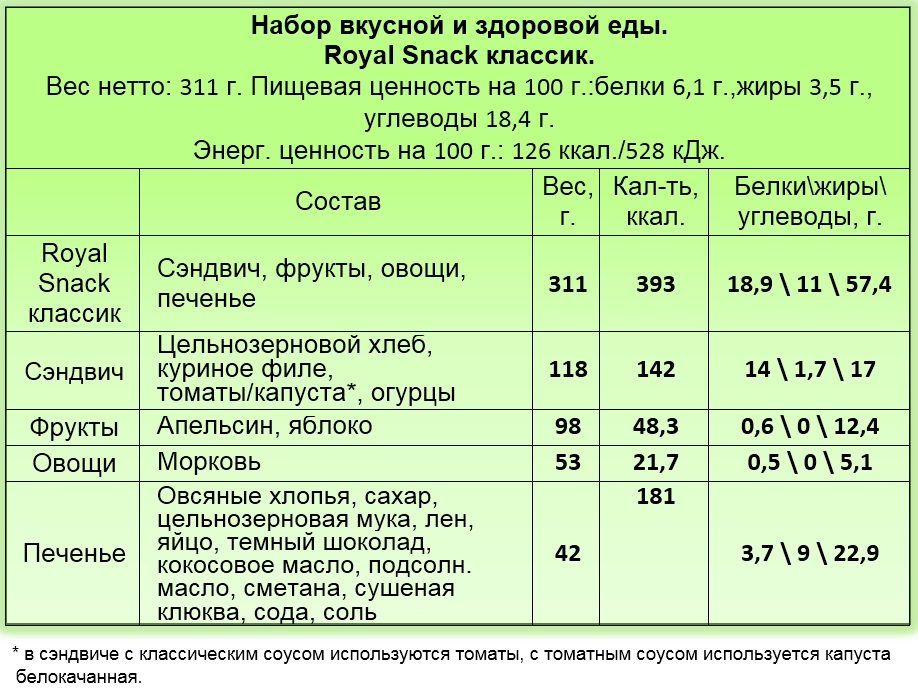 Набор вкусной и здоровой еды.
Royal Snack классик.
Вес нетто: 311 г. Пищевая ценность на 100 г.:белки 6,1 г.,жиры 3,5 г.,
углеводы 18,4 г.
Энерг. ценность на 100 г.: 126 ккал./528 кДж.
Состав
Вес,
г.
Кал-ть,
ккал.
Белки\жиры\
углеводы, г.
Royal
Snack
классик
Сэндвич, фрукты, овощи,
печенье
311
393
18,9 \ 11 \ 57,4
Сэндвич
Цельнозерновой хлеб,
куриное филе,
томаты/капуста*, огурцы
118
142
14 \ 1,7 \ 17
Фрукты
Апельсин, яблоко
98
48,3
0,6 \ 0 \ 12,4
Овощи
Морковь
53
21,7
0,5 \ 0 \ 5,1
Печенье
Овсяные хлопья, сахар,
цельнозерновая мука, лен,
яйцо, темный шоколад,
кокосовое масло, подсолн.
масло, сметана, сушеная
клюква, сода, соль
42
181
3,7 \ 9 \ 22,9
* в сэндвиче с классическим соусом используются томаты, с томатным соусом используется капуста
белокачанная.